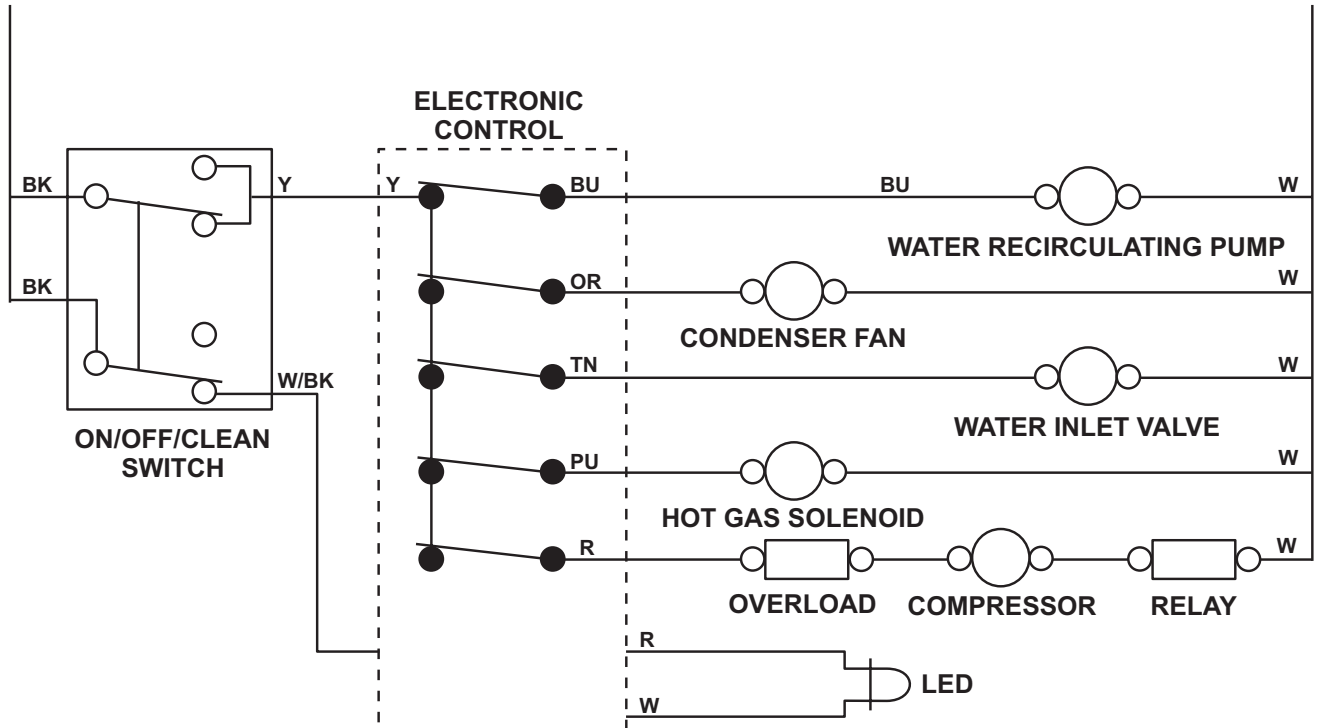 ELECTRONIC
CONTROL
BK
Y
Y
BU
BU
W
WATER RECIRCULATING PUMP
BK
OR
W
CONDENSER FAN
TN
W
W/BK
WATER INLET VALVE
ON/OFF/CLEAN
SWITCH
PU
W
HOT GAS SOLENOID
R
W
OVERLOAD
COMPRESSOR
RELAY
R
LED
W